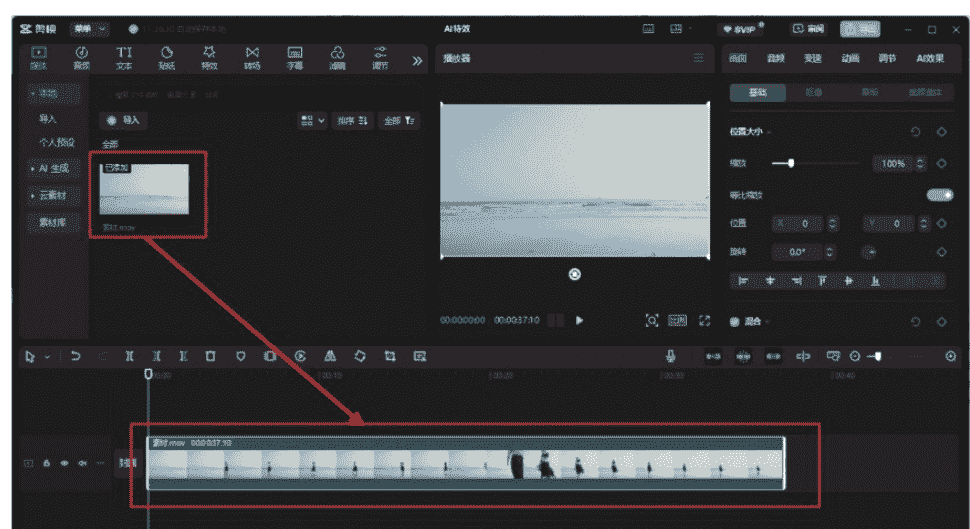 剪映 菜单 AI特效 SVIP 审阅
媒体 音频 文本 贴纸 特效 转场 字幕 滤镜 调节
播放器
画面 音频 变速 动画 调节 AI效果
基础 抠像
导入
个人预设
AI 生成
云素材
素材库
导入 排序 全部
全部
已添加
素材.mov
00:00:00:00 00:00:37:10
位置大小
缩放 100%
等比缩放
位置 X 0 Y 0
旋转 0.0°
混合
00:00 00:10 00:20 00:30 00:40
素材.mov 00:00:37:10
封面